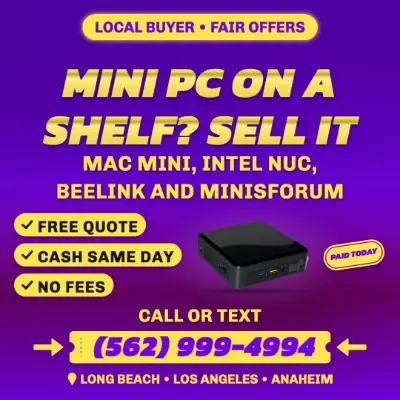 LOCAL BUYER • FAIR OFFERS
MINI PC ON A
SHELF? SELL IT
MAC MINI, INTEL NUC,
BEELINK AND MINISFORUM
FREE QUOTE
CASH SAME DAY
NO FEES
PAID TODAY
CALL OR TEXT
(562) 999-4994
LONG BEACH • LOS ANGELES • ANAHEIM